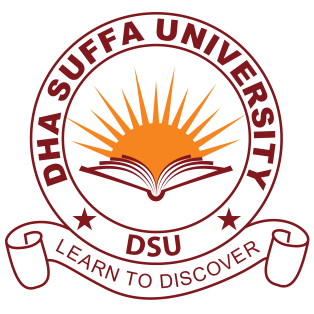 DHA SUFFA UNIVERSITY
DSU
LEARN TO DISCOVER